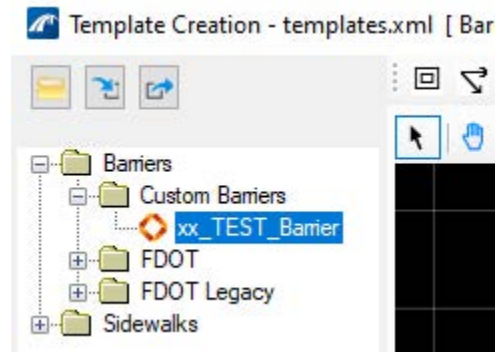 Template Creation - templates.xml [ Bar
Barriers
Custom Barriers
xx_TEST_Barrier
FDOT
FDOT Legacy
Sidewalks